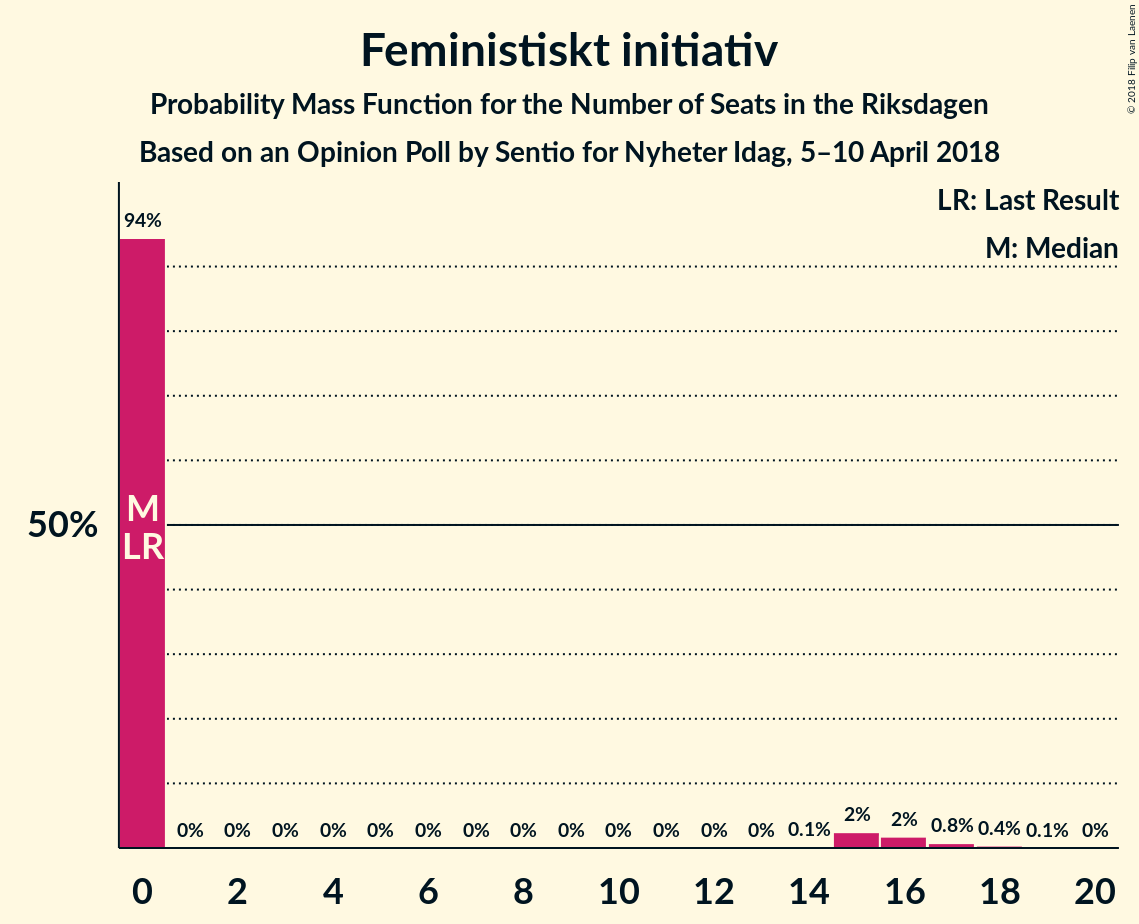 Feministiskt initiativ
Probability Mass Function for the Number of Seats in the Riksdagen
Based on an Opinion Poll by Sentio for Nyheter Idag, 5–10 April 2018
© 2018 Filip van Laenen
LR: Last Result
M: Median
94%
50%
M
LR
0% 0% 0% 0% 0% 0% 0% 0% 0% 0% 0% 0% 0% 0.1% 2% 2% 0.8% 0.4% 0.1% 0%
0 2 4 6 8 10 12 14 16 18 20